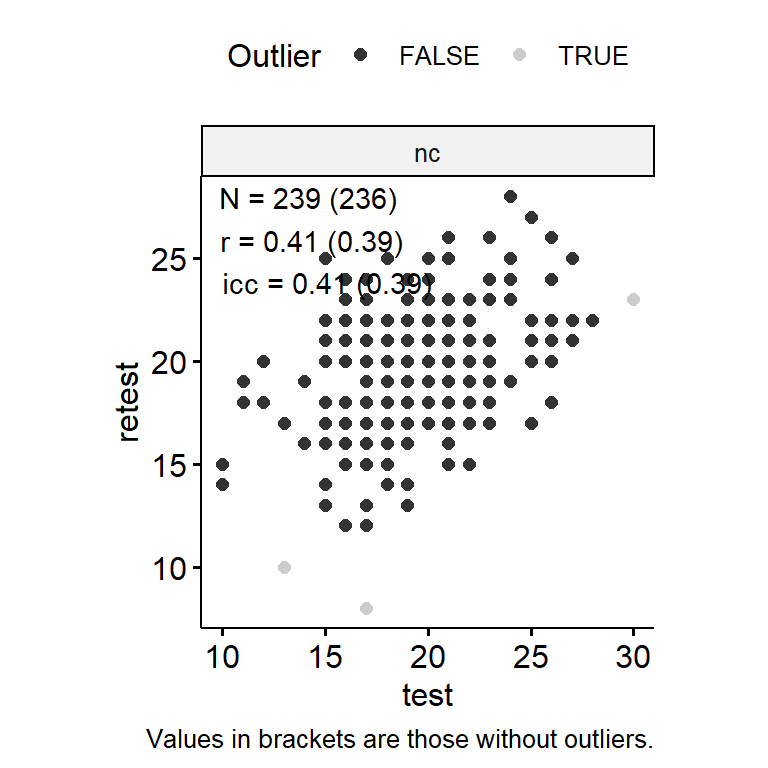 Outlier FALSE TRUE
nc
N = 239 (236)
r = 0.41 (0.39)
icc = 0.41 (0.39)
25
20
15
10
retest
10 15 20 25 30
test
Values in brackets are those without outliers.